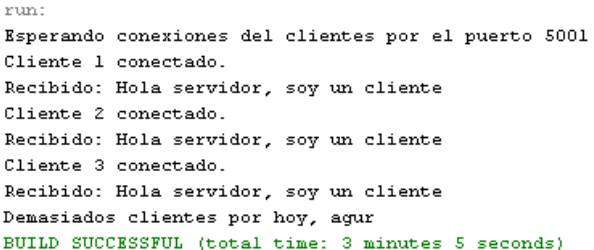 run:
Esperando conexiones del clientes por el puerto 5001
Cliente 1 conectado.
Recibido: Hola servidor, soy un cliente
Cliente 2 conectado.
Recibido: Hola servidor, soy un cliente
Cliente 3 conectado.
Recibido: Hola servidor, soy un cliente
Demasiados clientes por hoy, agur
BUILD SUCCESSFUL (total time: 3 minutes 5 seconds)